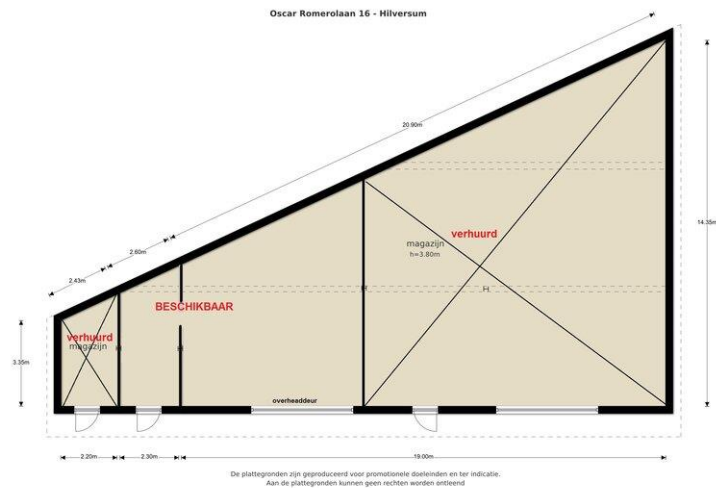 Oscar Romerolaan 16 - Hilversum
20.90m
2.60m
2.43m
14.35m
verhuurd
magazijn
h=3.80m
BESCHIKBAAR
verhuurd
magazijn
3.35m
overheaddeur
2.20m
2.30m
19.00m
De plattegronden zijn geproduceerd voor promotionele doeleinden en ter indicatie.
Aan de plattegronden kunnen geen rechten worden ontleend